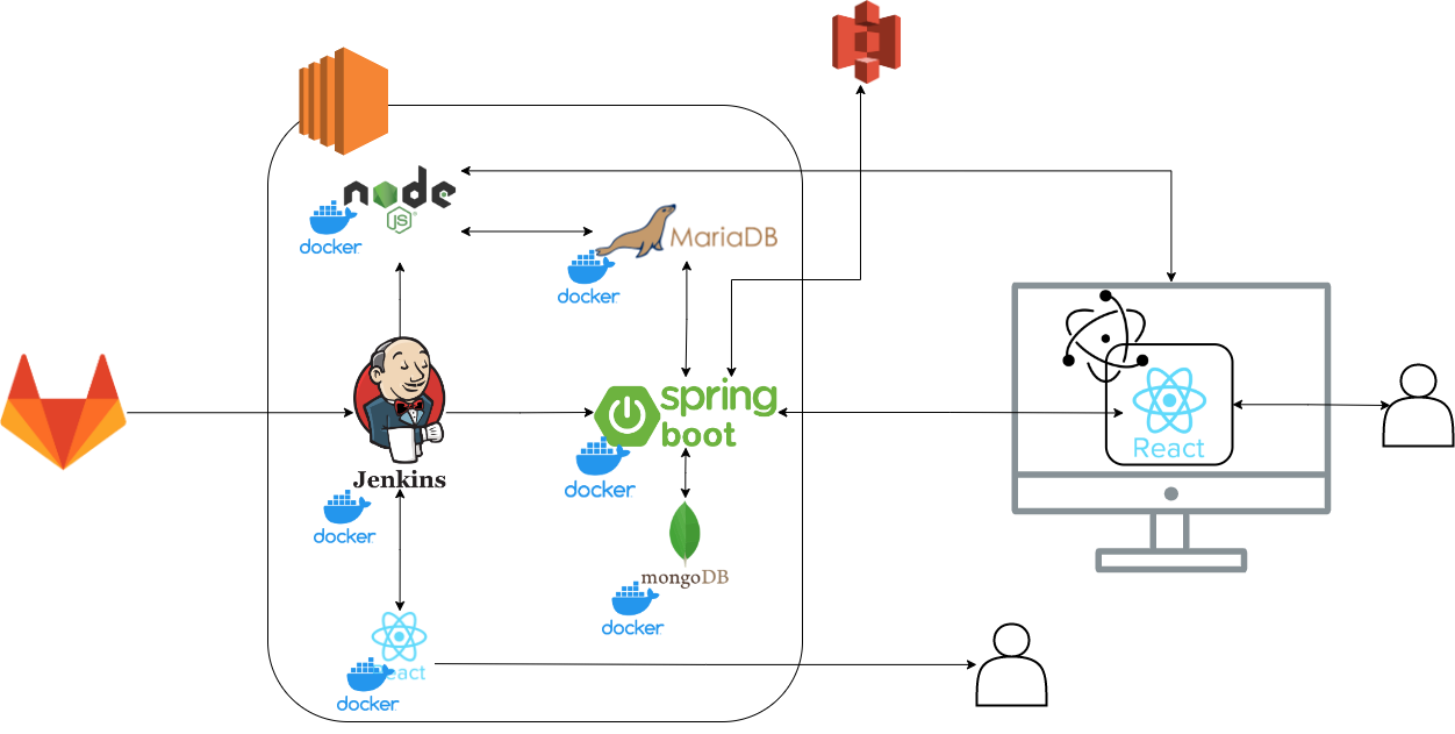 node
JS
docker
MariaDB
docker
spring
boot
docker
Jenkins
docker
mongoDB
docker
React
React
docker